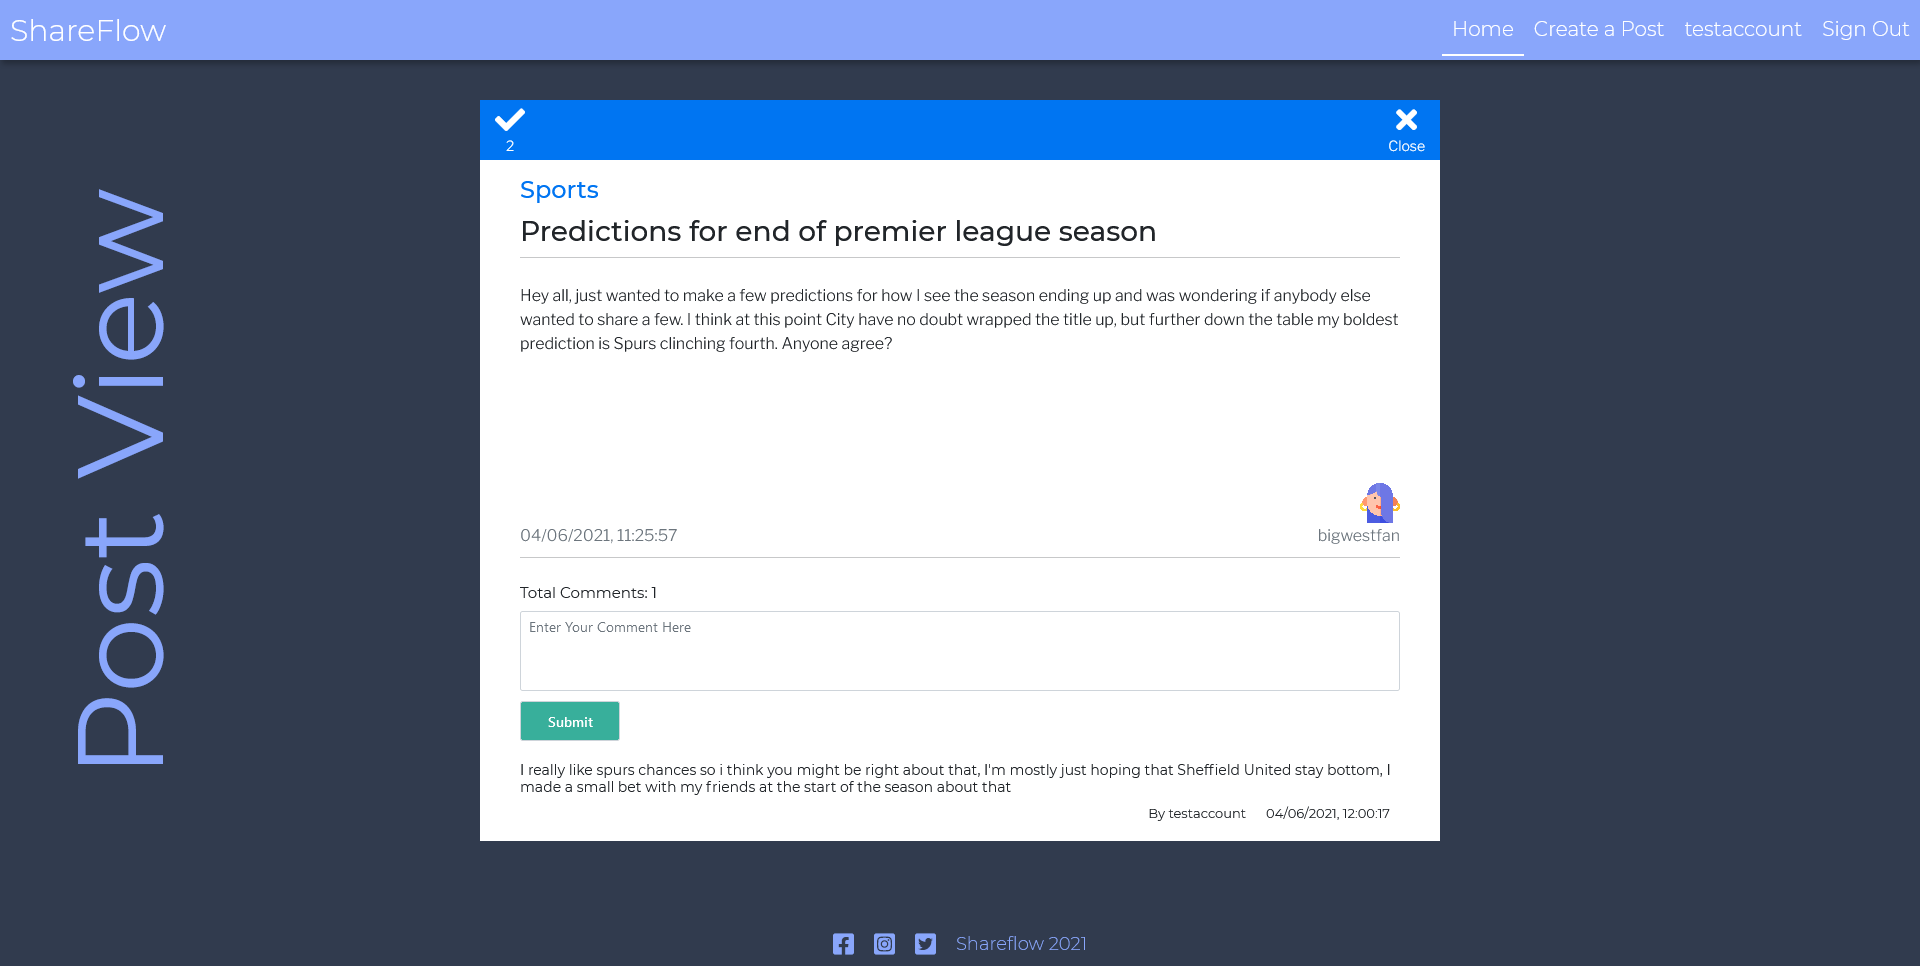 ShareFlow
Home
Create a Post
testaccount
Sign Out
Post View
2
Close
Sports
Predictions for end of premier league season
Hey all, just wanted to make a few predictions for how I see the season ending up and was wondering if anybody else
wanted to share a few. I think at this point City have no doubt wrapped the title up, but further down the table my boldest
prediction is Spurs clinching fourth. Anyone agree?
04/06/2021, 11:25:57
bigwestfan
Total Comments: 1
Enter Your Comment Here
Submit
I really like spurs chances so i think you might be right about that, I'm mostly just hoping that Sheffield United stay bottom, I
made a small bet with my friends at the start of the season about that
By testaccount
04/06/2021, 12:00:17
Shareflow 2021